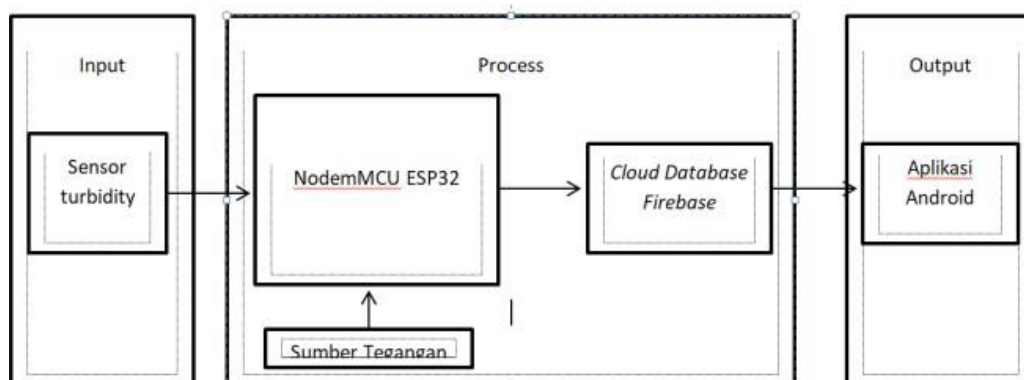 Input
Process
Output
Sensor
turbidity
NodemMCU ESP32
Cloud Database
Firebase
Aplikasi
Android
Sumber Tegangan